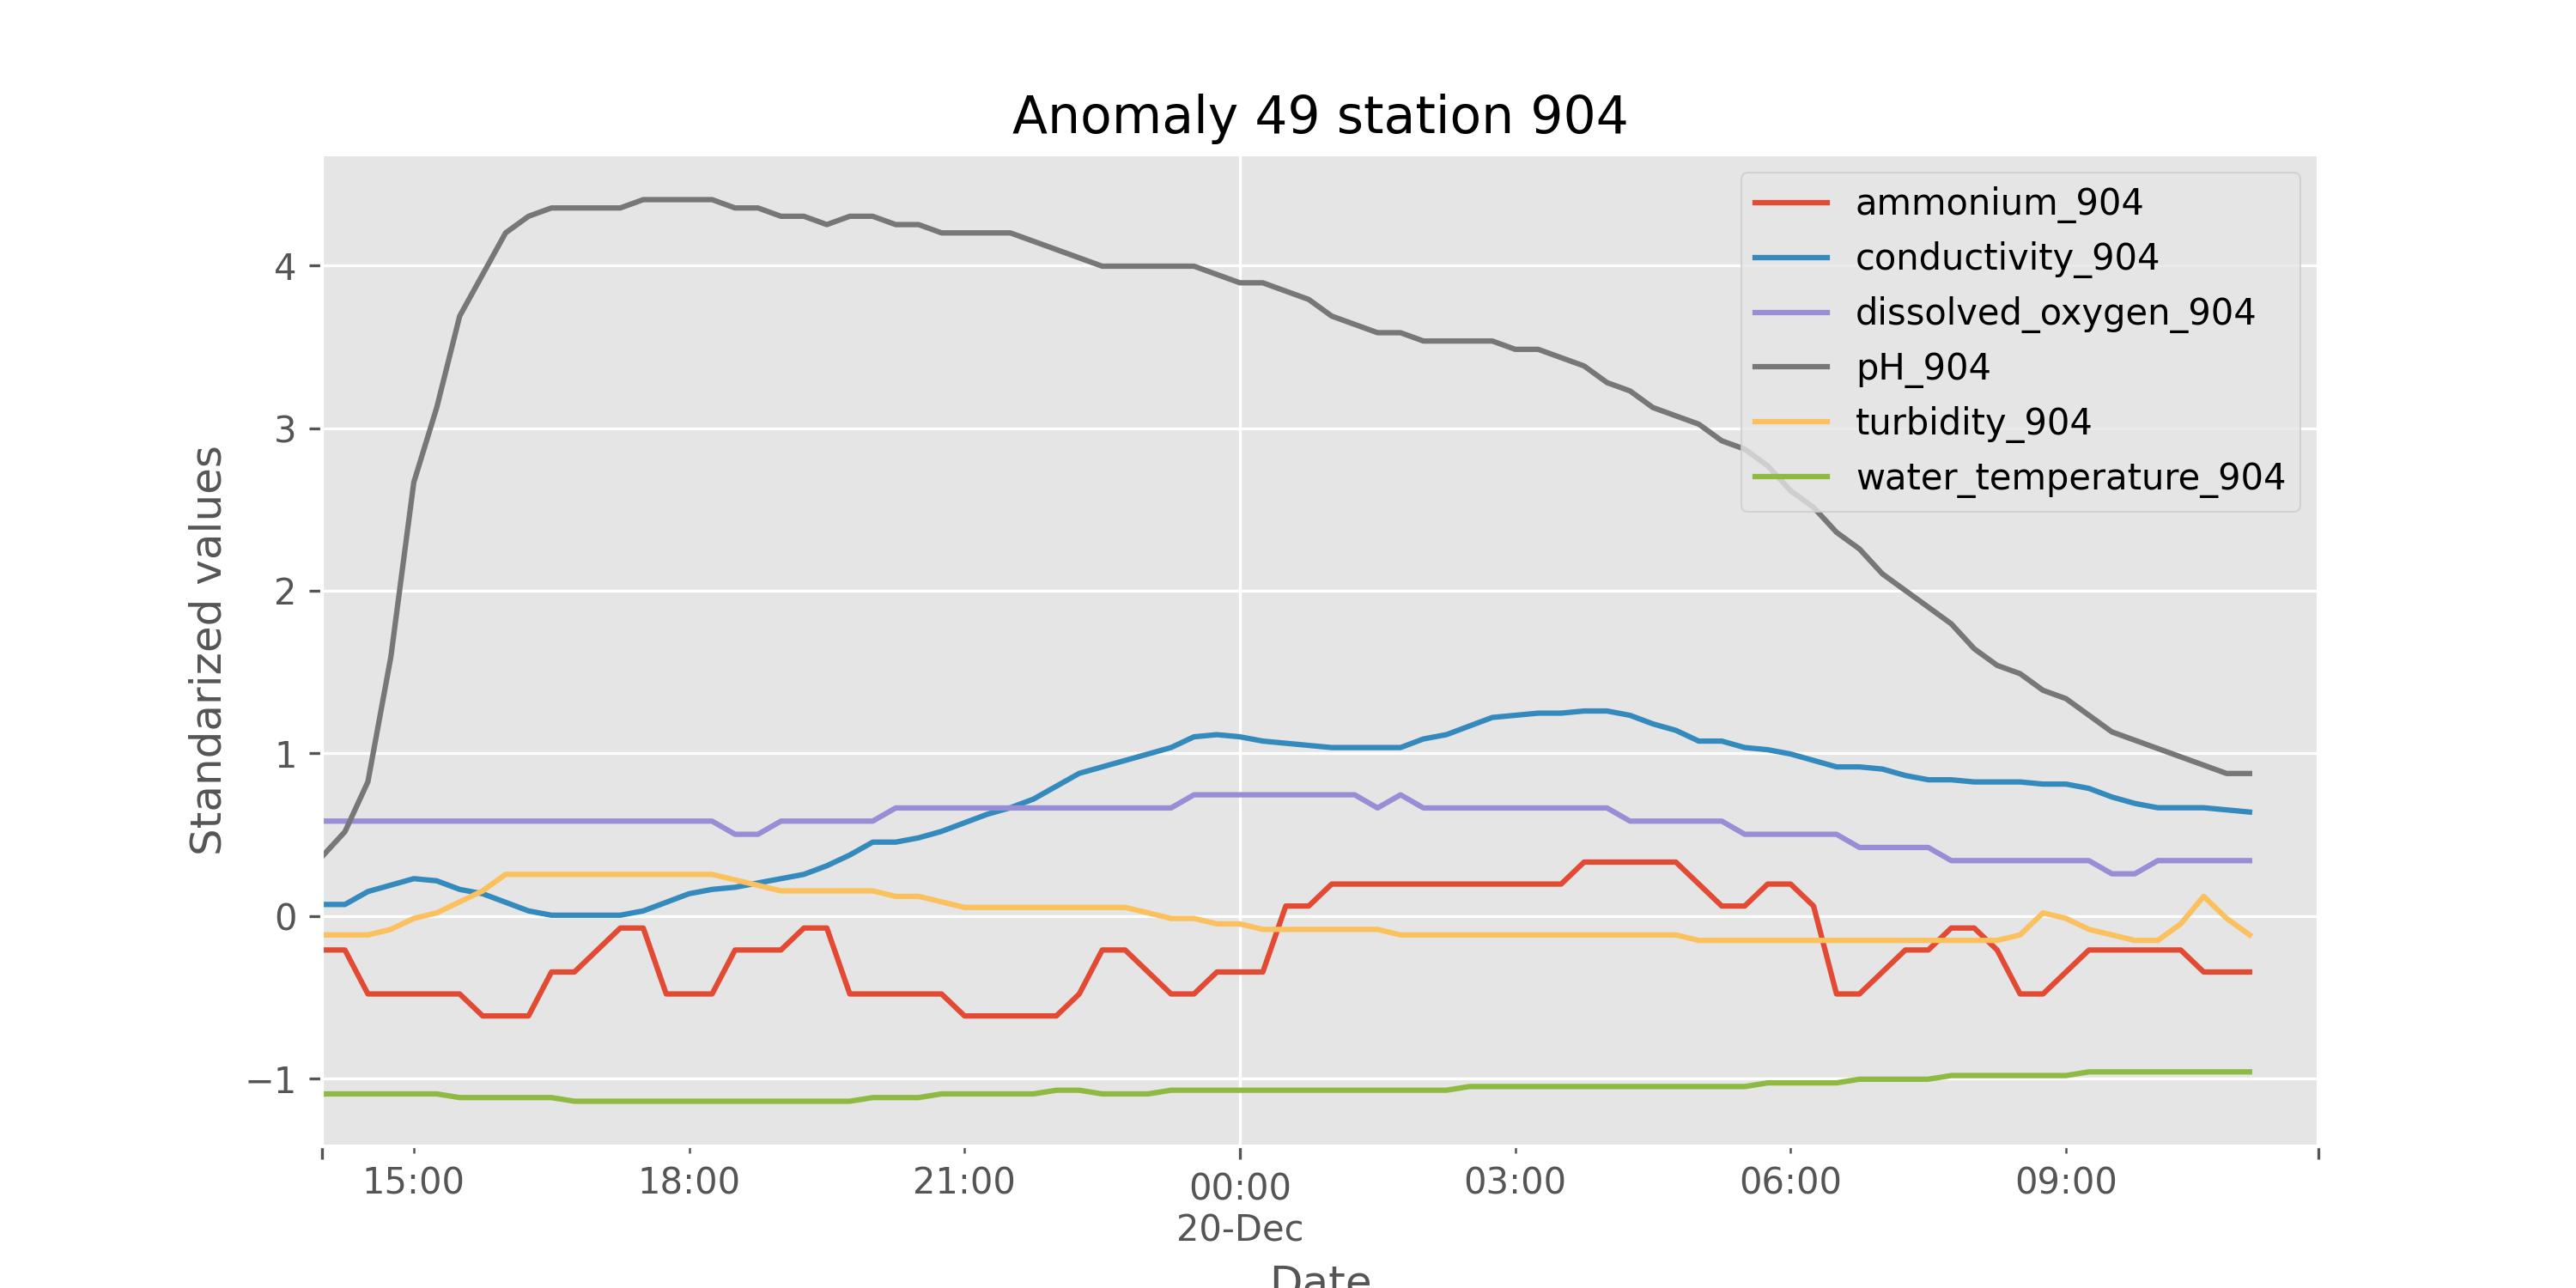 Anomaly 49 station 904
ammonium_904
conductivity_904
dissolved_oxygen_904
pH_904
turbidity_904
water_temperature_904
Standarized values
4
3
2
1
0
−1
15:00 18:00 21:00 00:00 03:00 06:00 09:00
20-Dec
Date